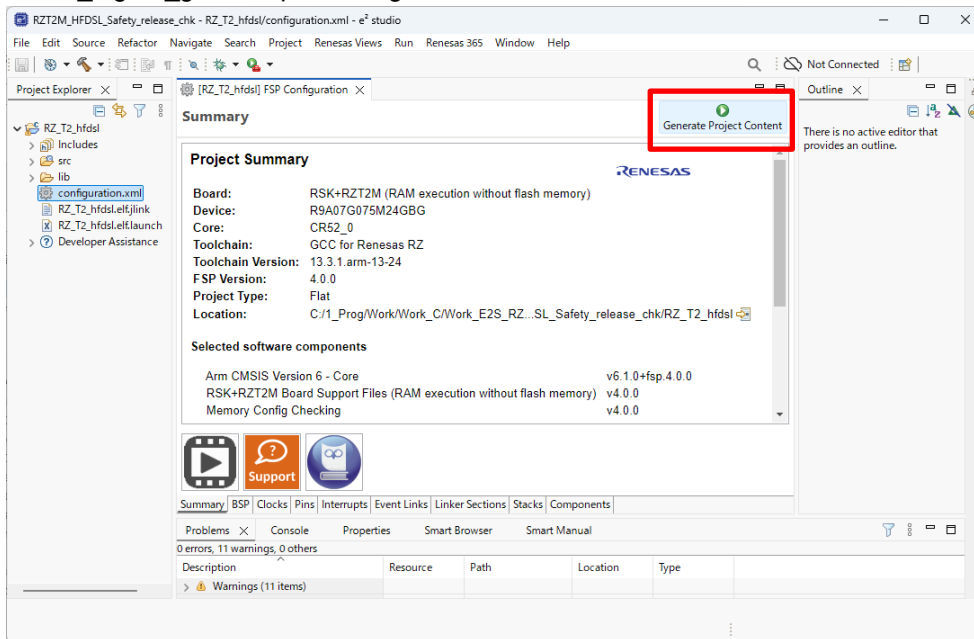 RZT2M_HFDSL_Safety_release_chk - RZ_T2_hfdsl/configuration.xml - e² studio
File Edit Source Refactor Navigate Search Project Renesas Views Run Renesas 365 Window Help
Not Connected
Project Explorer
[RZ_T2_hfdsl] FSP Configuration
Outline
RZ_T2_hfdsl
Includes
src
lib
configuration.xml
RZ_T2_hfdsl.elf.jlink
RZ_T2_hfdsl.elf.launch
Developer Assistance
Summary
Generate Project Content
There is no active editor that
provides an outline.
Project Summary
RENESAS
Board: RSK+RZT2M (RAM execution without flash memory)
Device: R9A07G075M24GBG
Core: CR52_0
Toolchain: GCC for Renesas RZ
Toolchain Version: 13.3.1.arm-13-24
FSP Version: 4.0.0
Project Type: Flat
Location: C:/1_Prog/Work/Work_C/Work_E2S_RZ...SL_Safety_release_chk/RZ_T2_hfdsl
Selected software components
Arm CMSIS Version 6 - Core v6.1.0+fsp.4.0.0
RSK+RZT2M Board Support Files (RAM execution without flash memory) v4.0.0
Memory Config Checking v4.0.0
Support
Summary BSP Clocks Pins Interrupts Event Links Linker Sections Stacks Components
Problems Console Properties Smart Browser Smart Manual
0 errors, 11 warnings, 0 others
Description Resource Path Location Type
Warnings (11 items)